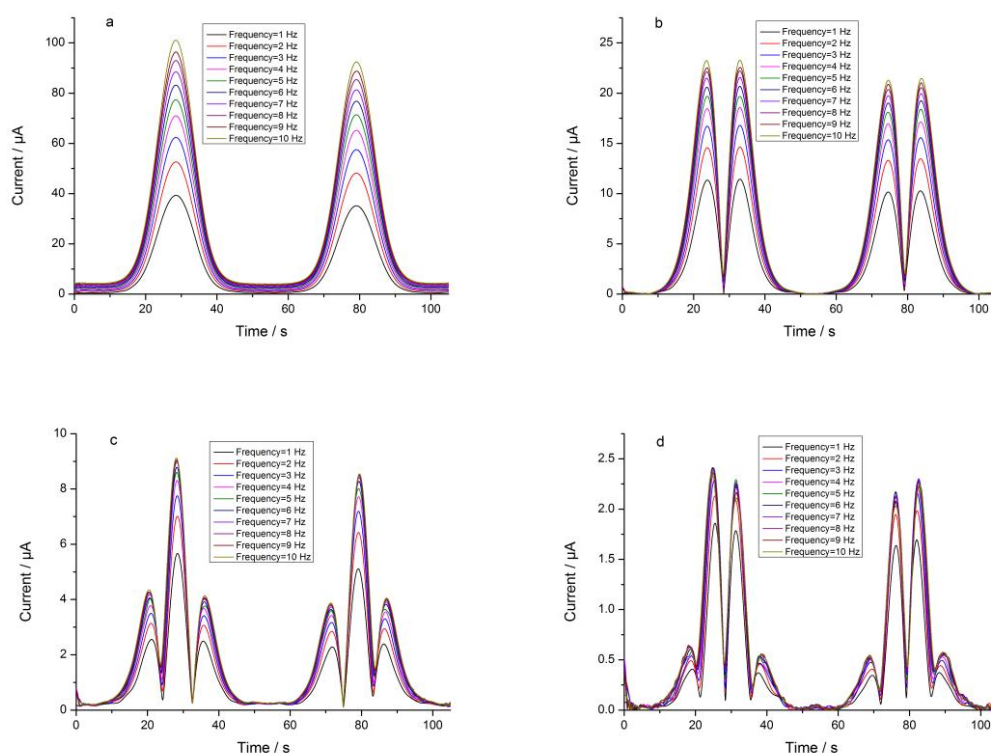 a
Frequency=1 Hz
Frequency=2 Hz
Frequency=3 Hz
Frequency=4 Hz
Frequency=5 Hz
Frequency=6 Hz
Frequency=7 Hz
Frequency=8 Hz
Frequency=9 Hz
Frequency=10 Hz
100
80
60
40
20
0
Current / µA
0 20 40 60 80 100
Time / s
b
Frequency=1 Hz
Frequency=2 Hz
Frequency=3 Hz
Frequency=4 Hz
Frequency=5 Hz
Frequency=6 Hz
Frequency=7 Hz
Frequency=8 Hz
Frequency=9 Hz
Frequency=10 Hz
25
20
15
10
5
0
Current / µA
0 20 40 60 80 100
Time / s
c
Frequency=1 Hz
Frequency=2 Hz
Frequency=3 Hz
Frequency=4 Hz
Frequency=5 Hz
Frequency=6 Hz
Frequency=7 Hz
Frequency=8 Hz
Frequency=9 Hz
Frequency=10 Hz
10
8
6
4
2
0
Current / µA
0 20 40 60 80 100
Time / s
d
Frequency=1 Hz
Frequency=2 Hz
Frequency=3 Hz
Frequency=4 Hz
Frequency=5 Hz
Frequency=6 Hz
Frequency=7 Hz
Frequency=8 Hz
Frequency=9 Hz
Frequency=10 Hz
2.5
2.0
1.5
1.0
0.5
0.0
Current / µA
0 20 40 60 80 100
Time / s